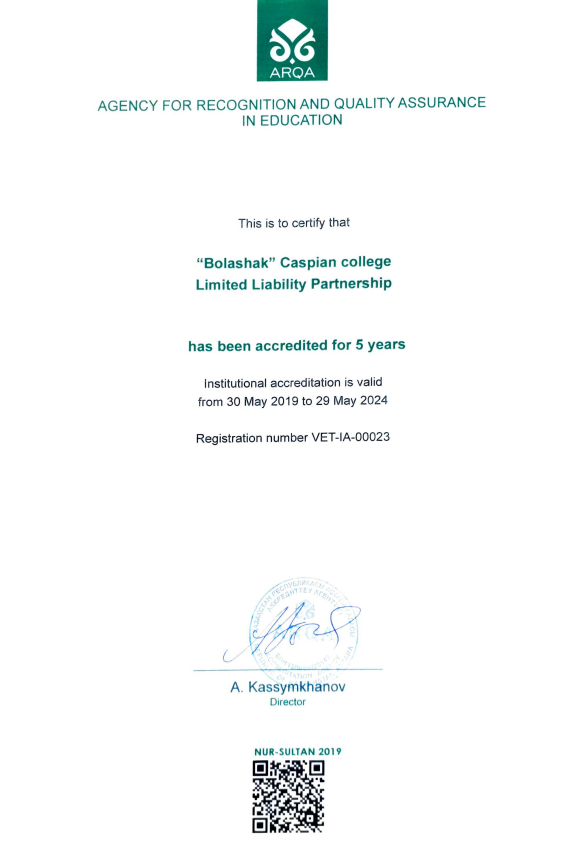 ARQA
AGENCY FOR RECOGNITION AND QUALITY ASSURANCE
IN EDUCATION
This is to certify that
“Bolashak” Caspian college
Limited Liability Partnership
has been accredited for 5 years
Institutional accreditation is valid
from 30 May 2019 to 29 May 2024
Registration number VET-IA-00023
A. Kassymkhanov
Director
NUR-SULTAN 2019